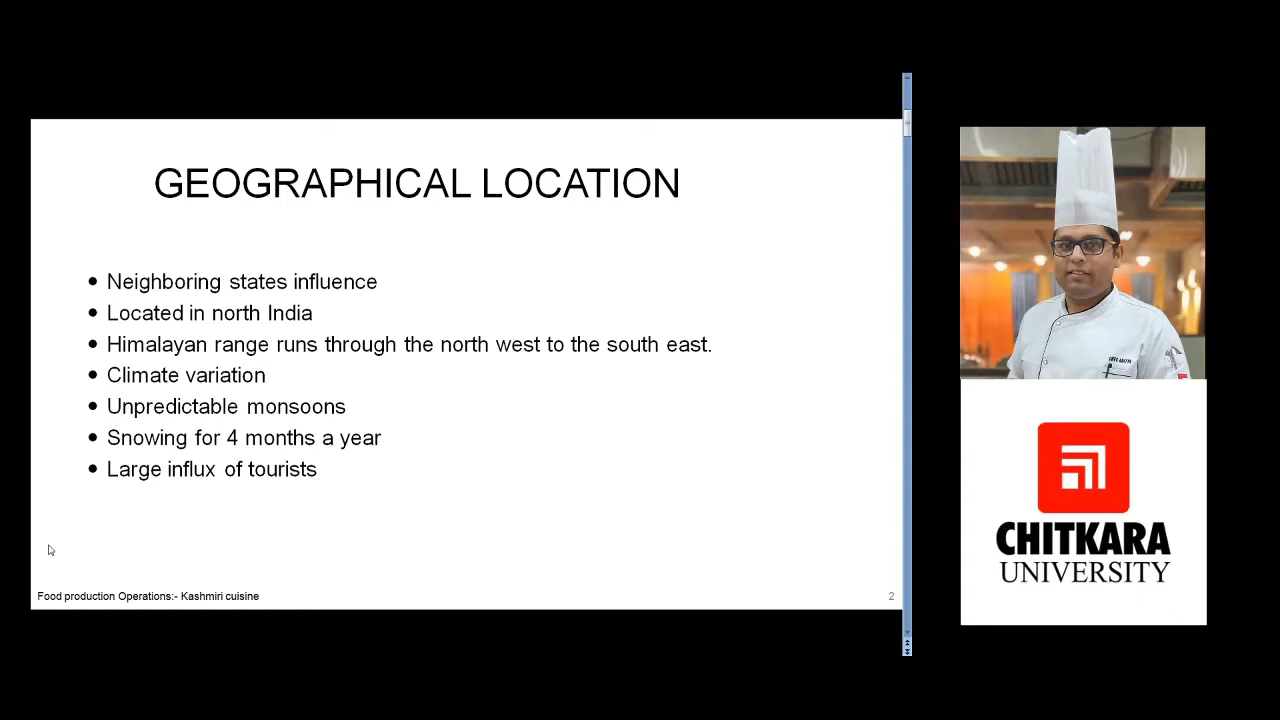 GEOGRAPHICAL LOCATION
• Neighboring states influence
• Located in north India
• Himalayan range runs through the north west to the south east.
• Climate variation
• Unpredictable monsoons
• Snowing for 4 months a year
• Large influx of tourists
Food production Operations:- Kashmiri cuisine
2
CHITKARA
UNIVERSITY